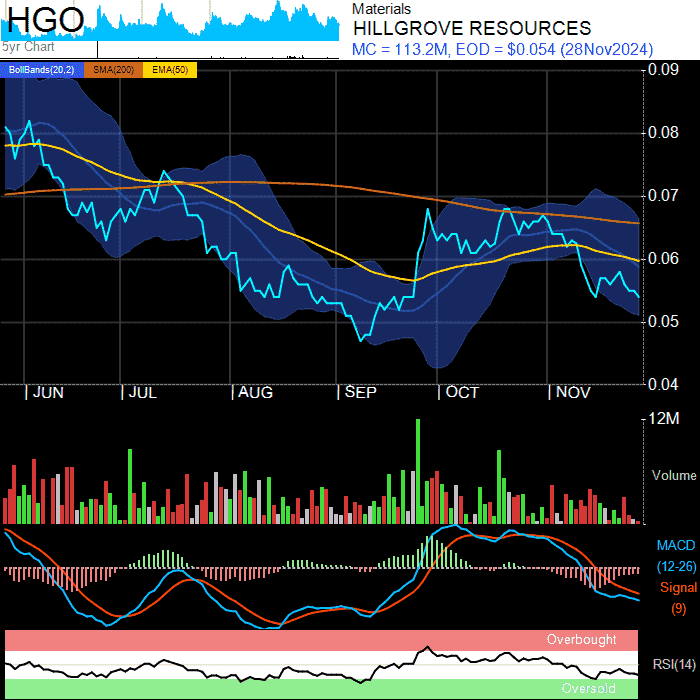 HGO
5yr Chart
Materials
HILLGROVE RESOURCES
MC = 113.2M, EOD = $0.054 (28Nov2024)
BollBands(20,2) SMA(200) EMA(50)
0.09
0.08
0.07
0.06
0.05
0.04
JUN JUL AUG SEP OCT NOV
12M
Volume
MACD
(12-26)
Signal
(9)
Overbought
RSI(14)
Oversold